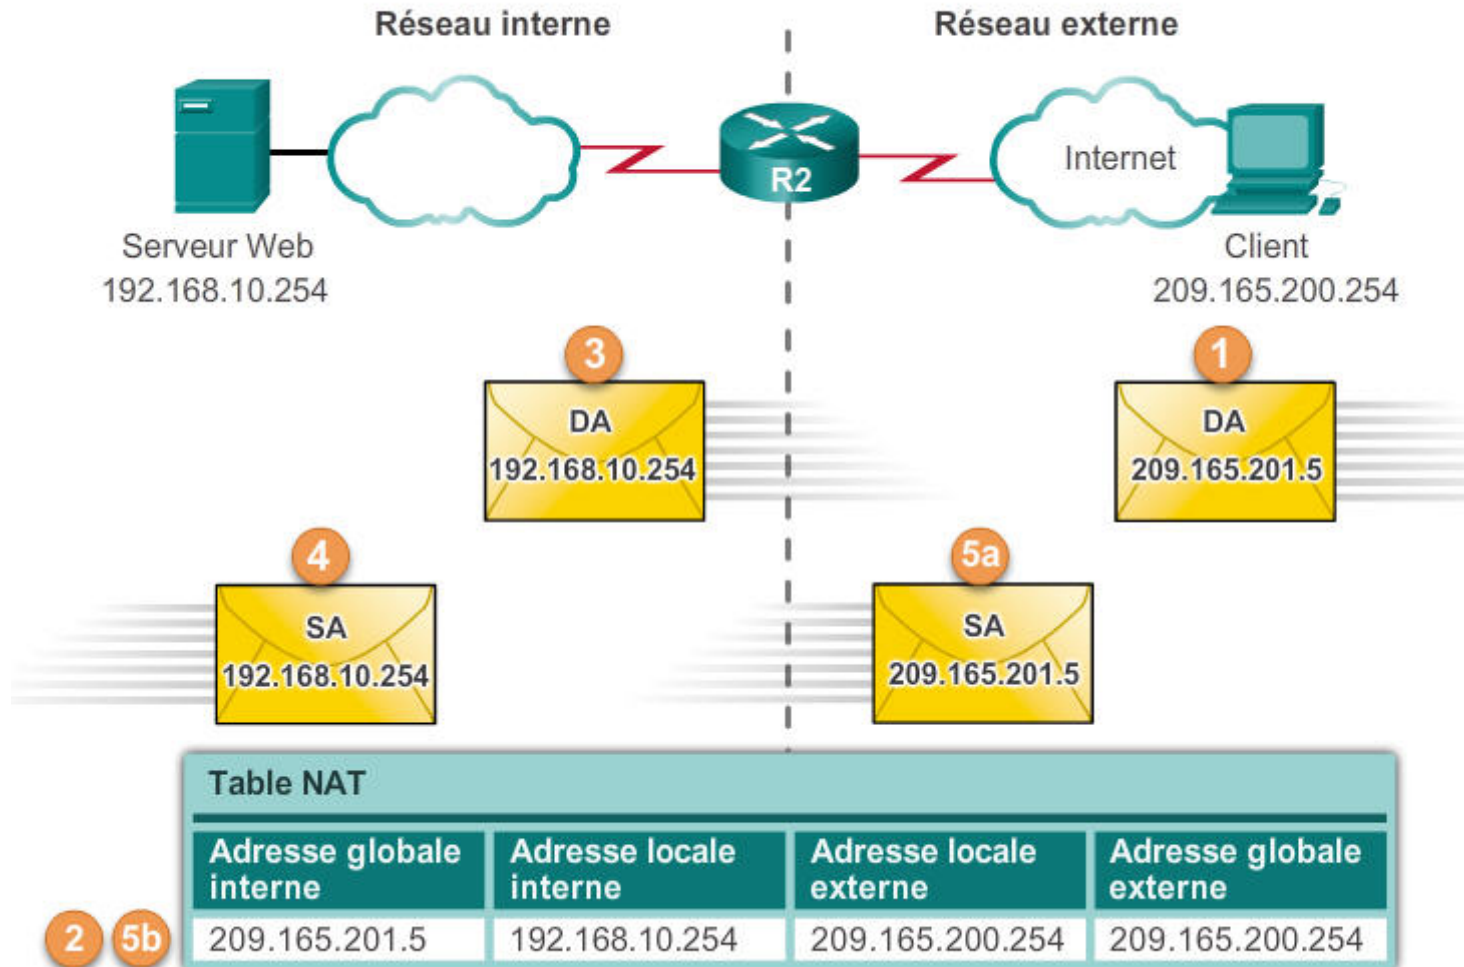 Réseau interne
Réseau externe
R2
Internet
Serveur Web
192.168.10.254
Client
209.165.200.254
3
DA
192.168.10.254
1
DA
209.165.201.5
4
SA
192.168.10.254
5a
SA
209.165.201.5
Table NAT
Adresse globale interne
Adresse locale interne
Adresse locale externe
Adresse globale externe
2
5b
209.165.201.5
192.168.10.254
209.165.200.254
209.165.200.254